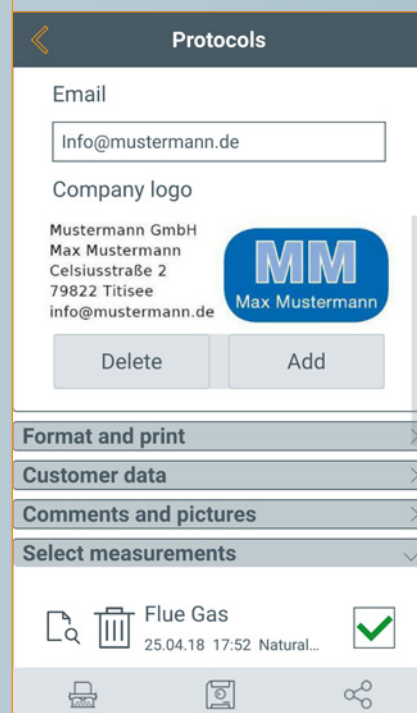 Protocols
Email
Info@mustermann.de
Company logo
Mustermann GmbH
Max Mustermann
Celsiusstraße 2
79822 Titisee
info@mustermann.de
MM
Max Mustermann
Delete Add
Format and print
Customer data
Comments and pictures
Select measurements
Flue Gas
25.04.18 17:52 Natural...